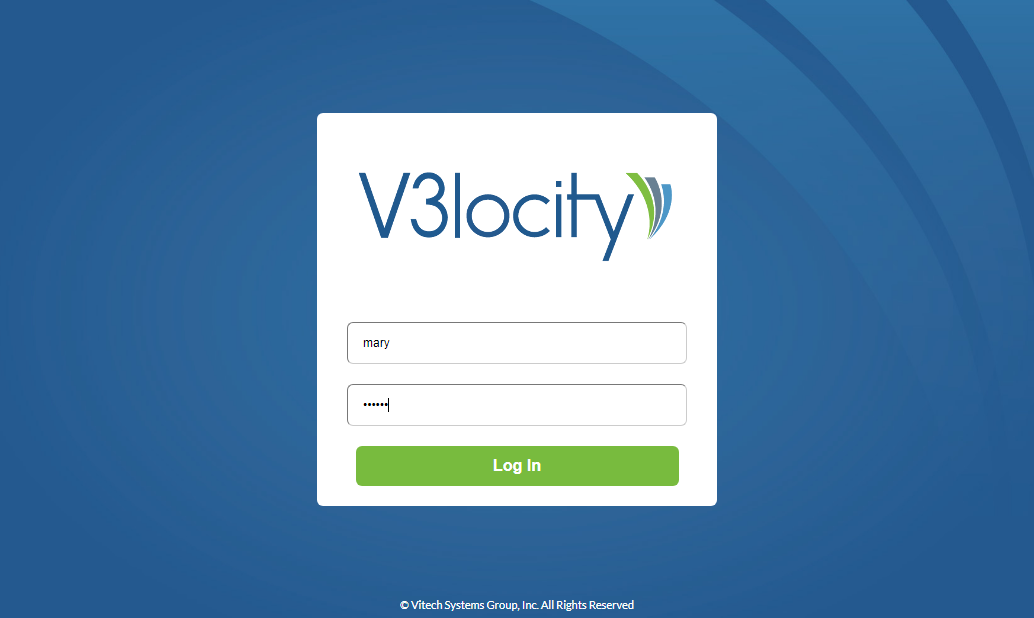 V3locity
mary
••••••
Log In
© Vitech Systems Group, Inc. All Rights Reserved